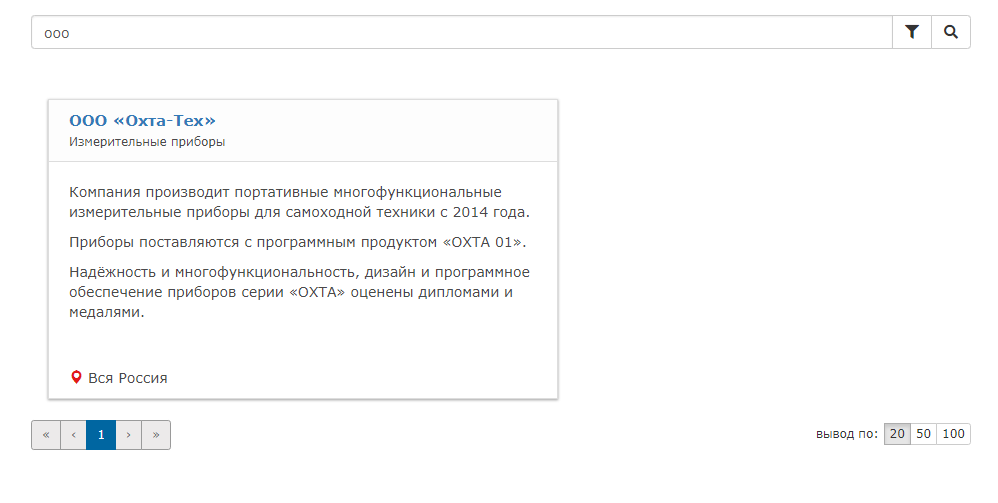 ооо
ООО «Охта-Тех»
Измерительные приборы
Компания производит портативные многофункциональные
измерительные приборы для самоходной техники с 2014 года.
Приборы поставляются с программным продуктом «ОХТА 01».
Надёжность и многофункциональность, дизайн и программное
обеспечение приборов серии «ОХТА» оценены дипломами и
медалями.
Вся Россия
« ‹ 1 › » вывод по: 20 50 100